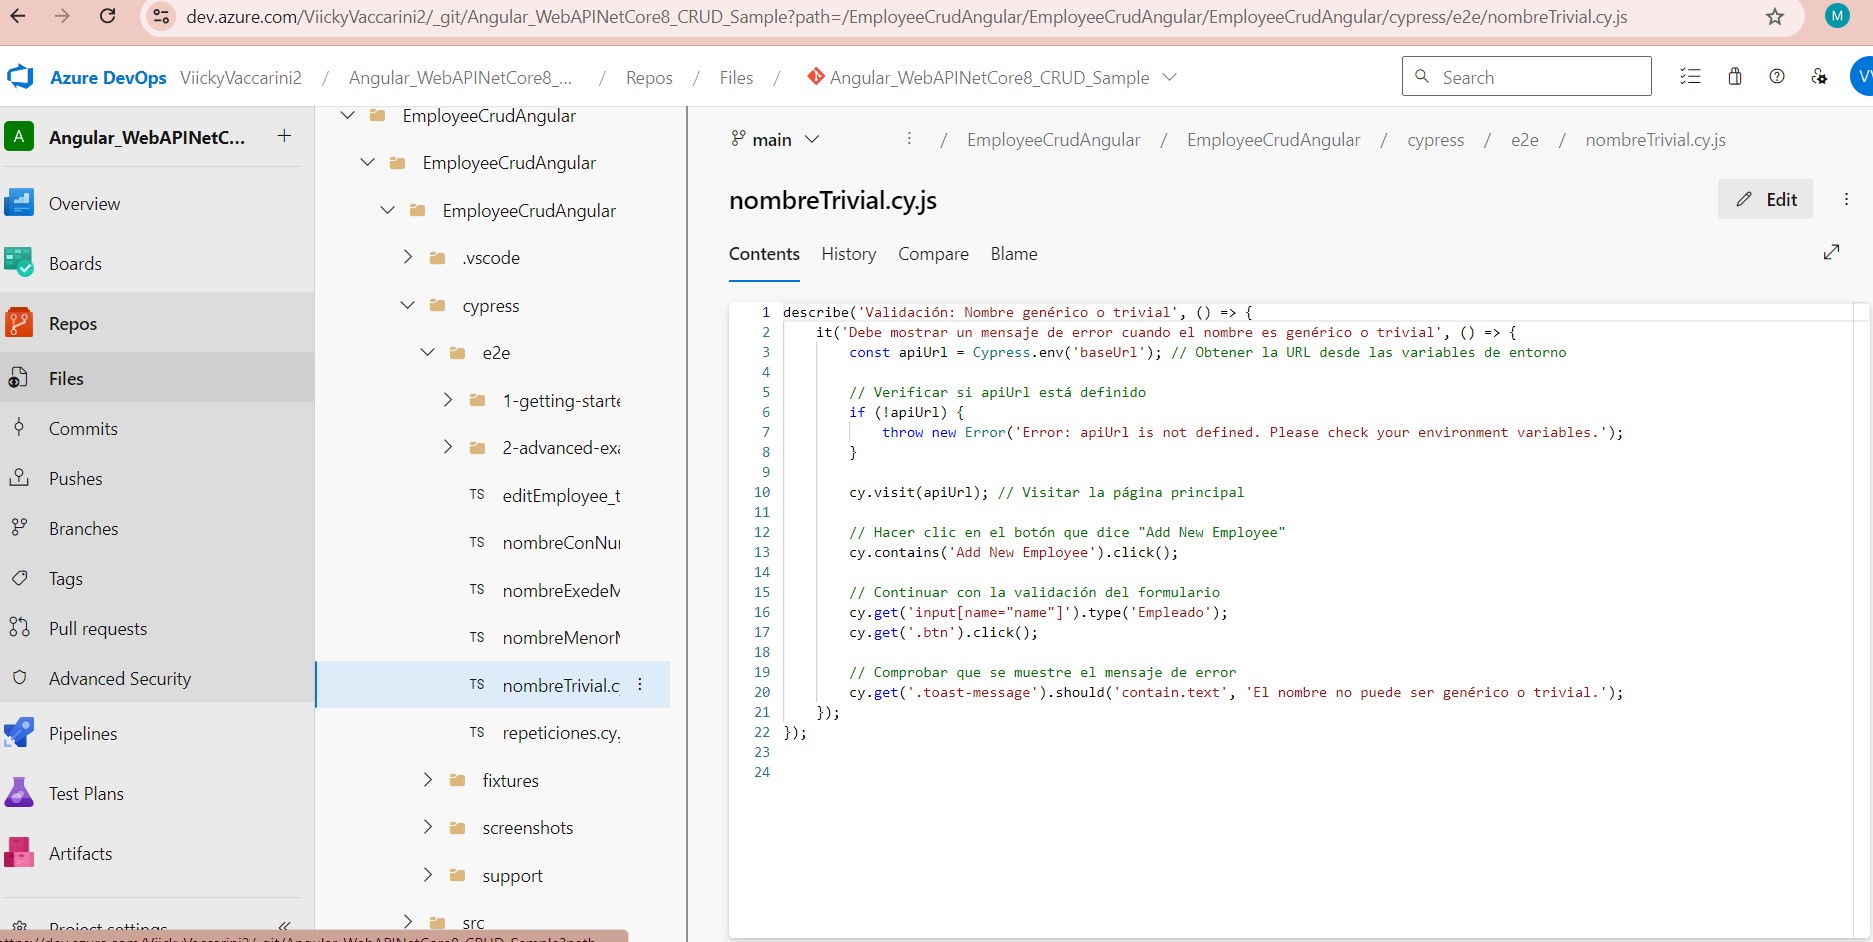 dev.azure.com/ViickyVaccarini2/_git/Angular_WebAPINetCore8_CRUD_Sample?path=/EmployeeCrudAngular/EmployeeCrudAngular/EmployeeCrudAngular/cypress/e2e/nombreTrivial.cy.js
M
Azure DevOps ViickyVaccarini2 / Angular_WebAPINetCore8_... / Repos / Files / Angular_WebAPINetCore8_CRUD_Sample
Search
VV
A Angular_WebAPINetC... +
Overview
Boards
Repos
Files
Commits
Pushes
Branches
Tags
Pull requests
Advanced Security
Pipelines
Test Plans
Artifacts
Project settings
EmployeeCrudAngular
EmployeeCrudAngular
EmployeeCrudAngular
.vscode
cypress
e2e
1-getting-starte
2-advanced-exa
TS editEmployee_t
TS nombreConNu
TS nombreExedeM
TS nombreMenorM
TS nombreTrivial.c
TS repeticiones.cy.
fixtures
screenshots
support
src
main / EmployeeCrudAngular / EmployeeCrudAngular / cypress / e2e / nombreTrivial.cy.js
nombreTrivial.cy.js
Edit
Contents History Compare Blame
1 describe('Validación: Nombre genérico o trivial', () => {
2 it('Debe mostrar un mensaje de error cuando el nombre es genérico o trivial', () => {
3 const apiUrl = Cypress.env('baseUrl'); // Obtener la URL desde las variables de entorno
4
5 // Verificar si apiUrl está definido
6 if (!apiUrl) {
7 throw new Error('Error: apiUrl is not defined. Please check your environment variables.');
8 }
9
10 cy.visit(apiUrl); // Visitar la página principal
11
12 // Hacer clic en el botón que dice "Add New Employee"
13 cy.contains('Add New Employee').click();
14
15 // Continuar con la validación del formulario
16 cy.get('input[name="name"]').type('Empleado');
17 cy.get('.btn').click();
18
19 // Comprobar que se muestre el mensaje de error
20 cy.get('.toast-message').should('contain.text', 'El nombre no puede ser genérico o trivial.');
21 });
22 });
23
24